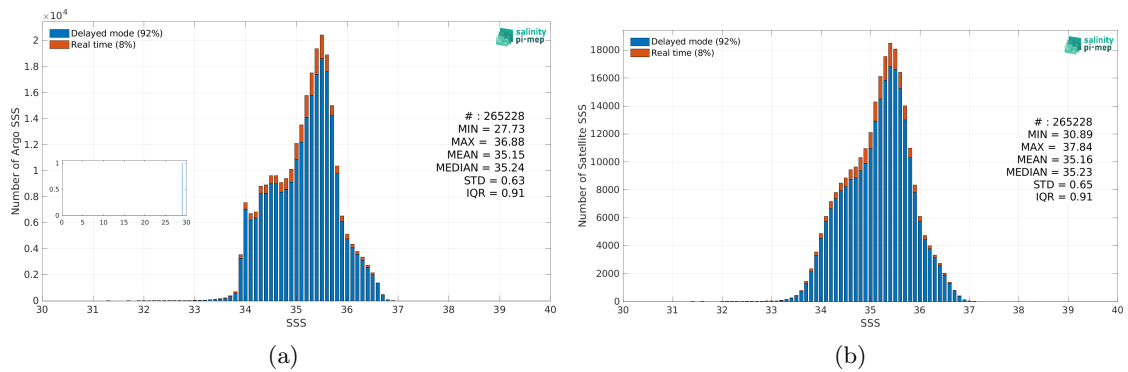 ×10⁴
Delayed mode (92%)
Real time (8%)
salinity
pi-mep
# : 265228
MIN = 27.73
MAX = 36.88
MEAN = 35.15
MEDIAN = 35.24
STD = 0.63
IQR = 0.91
Number of Argo SSS
2
1.8
1.6
1.4
1.2
1
0.8
0.6
0.4
0.2
0
1
0.5
0
0 5 10 15 20 25 30
30 31 32 33 34 35 36 37 38 39 40
SSS
(a)
Delayed mode (92%)
Real time (8%)
salinity
pi-mep
# : 265228
MIN = 30.89
MAX = 37.84
MEAN = 35.16
MEDIAN = 35.23
STD = 0.65
IQR = 0.91
Number of Satellite SSS
18000
16000
14000
12000
10000
8000
6000
4000
2000
0
30 31 32 33 34 35 36 37 38 39 40
SSS
(b)